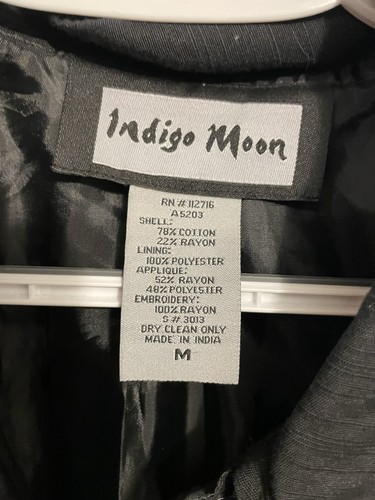 Indigo Moon
RN #112716
A5203
SHELL:
78% COTTON
22% RAYON
LINING:
100% POLYESTER
APPLIQUE:
52% RAYON
48% POLYESTER
EMBROIDERY:
100% RAYON
S # 3013
DRY CLEAN ONLY
MADE IN INDIA
M